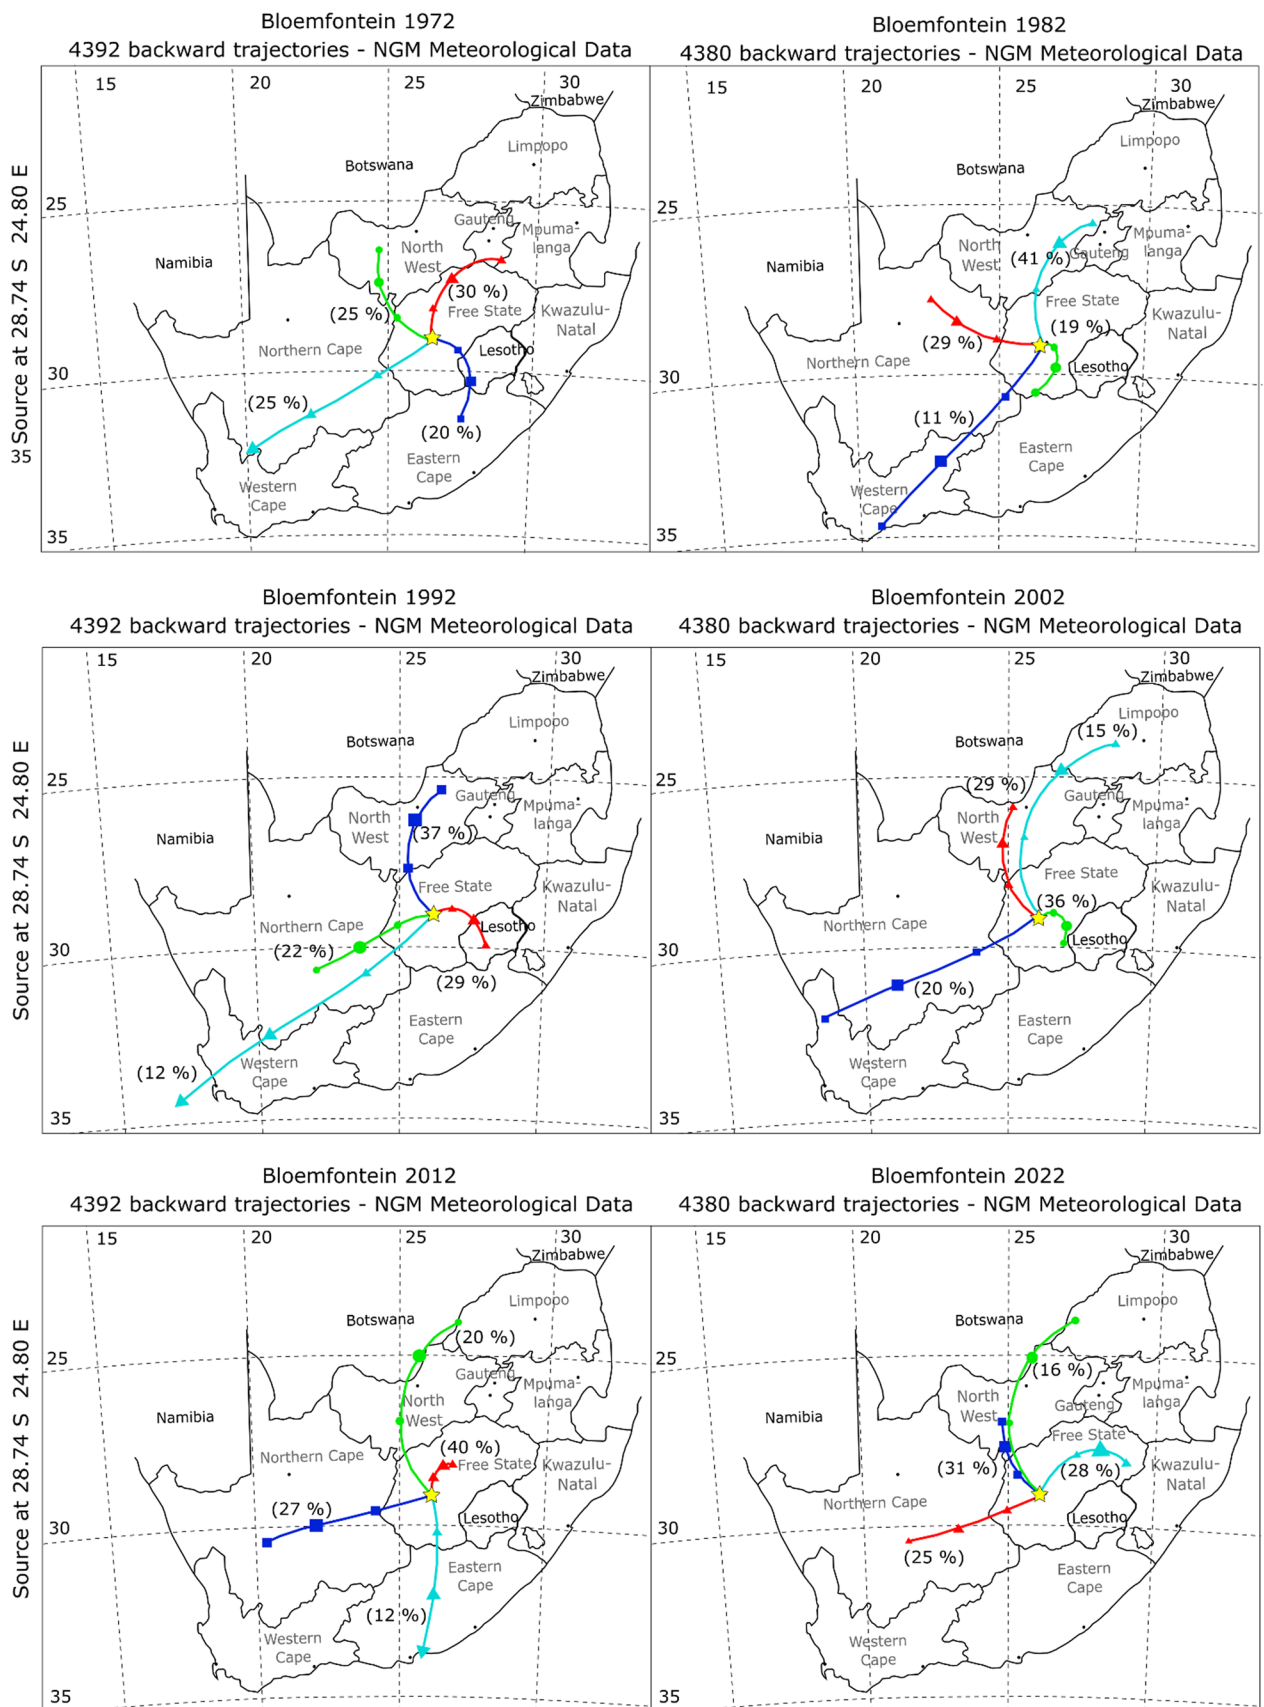 Bloemfontein 1972
4392 backward trajectories - NGM Meteorological Data
Source at 28.74 S  24.80 E
15
20
25
30
Zimbabwe
Limpopo
Botswana
25
Gauteng
Mpuma-
langa
North
West
Namibia
(30 %)
(25 %)
Free State
Kwazulu-
Natal
Northern Cape
Lesotho
30
(25 %)
(20 %)
35
Eastern
Cape
Western
Cape
35
Bloemfontein 1982
4380 backward trajectories - NGM Meteorological Data
15
20
25
30
Zimbabwe
Limpopo
Botswana
25
Mpuma-
langa
North
West
(41 %)
Gauteng
Namibia
Free State
(19 %)
Kwazulu-
Natal
(29 %)
Northern Cape
Lesotho
30
(11 %)
Eastern
Cape
Western
Cape
35
Bloemfontein 1992
4392 backward trajectories - NGM Meteorological Data
Source at 28.74 S  24.80 E
15
20
25
30
Zimbabwe
Limpopo
Botswana
25
Gauteng
Mpuma-
langa
North
West
(37 %)
Namibia
Free State
Kwazulu-
Natal
Northern Cape
Lesotho
(22 %)
30
(29 %)
Eastern
Cape
Western
Cape
(12 %)
35
Bloemfontein 2002
4380 backward trajectories - NGM Meteorological Data
15
20
25
30
Zimbabwe
Limpopo
(15 %)
Botswana
25
(29 %)
Gauteng
Mpuma-
langa
North
West
Namibia
Free State
Kwazulu-
Natal
(36 %)
Northern Cape
Lesotho
30
(20 %)
Eastern
Cape
Western
Cape
35
Bloemfontein 2012
4392 backward trajectories - NGM Meteorological Data
Source at 28.74 S  24.80 E
15
20
25
30
Zimbabwe
Limpopo
Botswana
(20 %)
25
Gauteng
Mpuma-
langa
North
West
Namibia
(40 %)
Northern Cape
Free State
Kwazulu-
Natal
(27 %)
Lesotho
30
Eastern
Cape
(12 %)
Western
Cape
35
Bloemfontein 2022
4380 backward trajectories - NGM Meteorological Data
15
20
25
30
Zimbabwe
Limpopo
Botswana
25
(16 %)
Mpuma-
langa
North
West
Gauteng
Namibia
Free State
(31 %)
(28 %)
Kwazulu-
Natal
Northern Cape
Lesotho
30
(25 %)
Eastern
Cape
Western
Cape
35